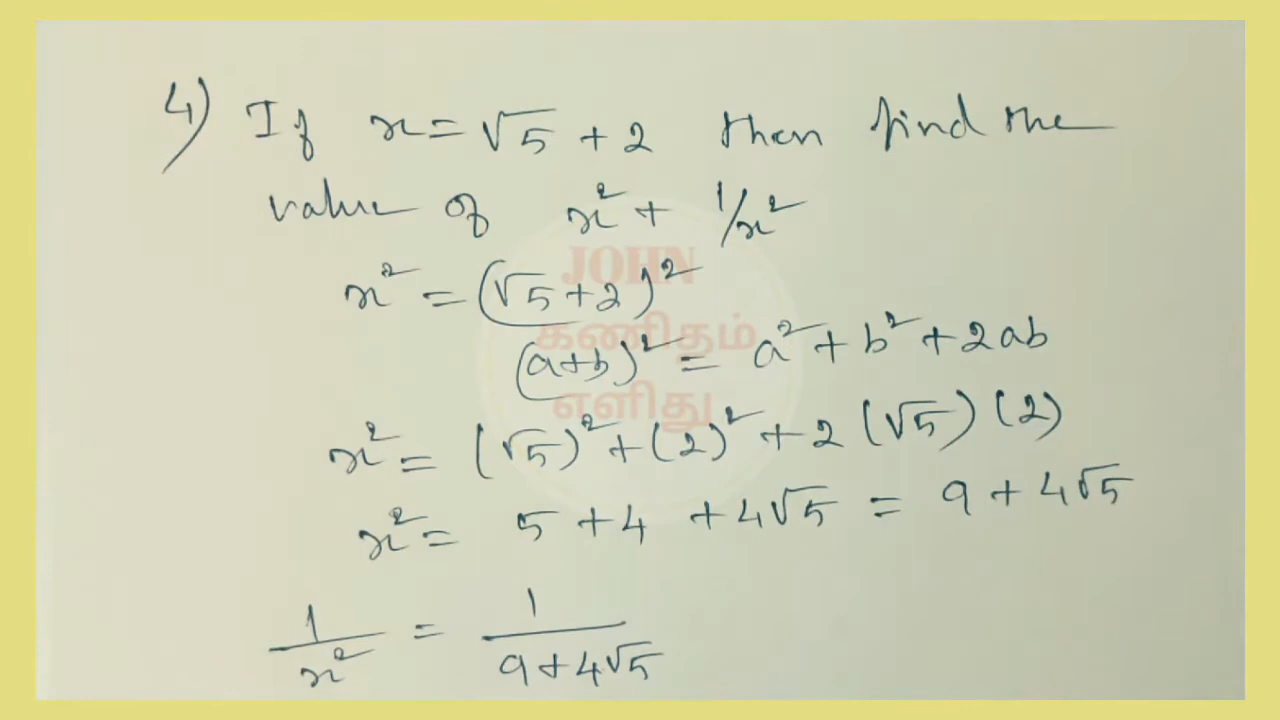 4) If x = √5 + 2 then find the
value of x² + 1/x²
x² = (√5 + 2)²
(a+b)² = a² + b² + 2ab
x² = (√5)² + (2)² + 2 (√5) (2)
x² = 5 + 4 + 4√5 = 9 + 4√5
1/x² = 1/(9+4√5)
JOHN
கணிதம்
எளிது